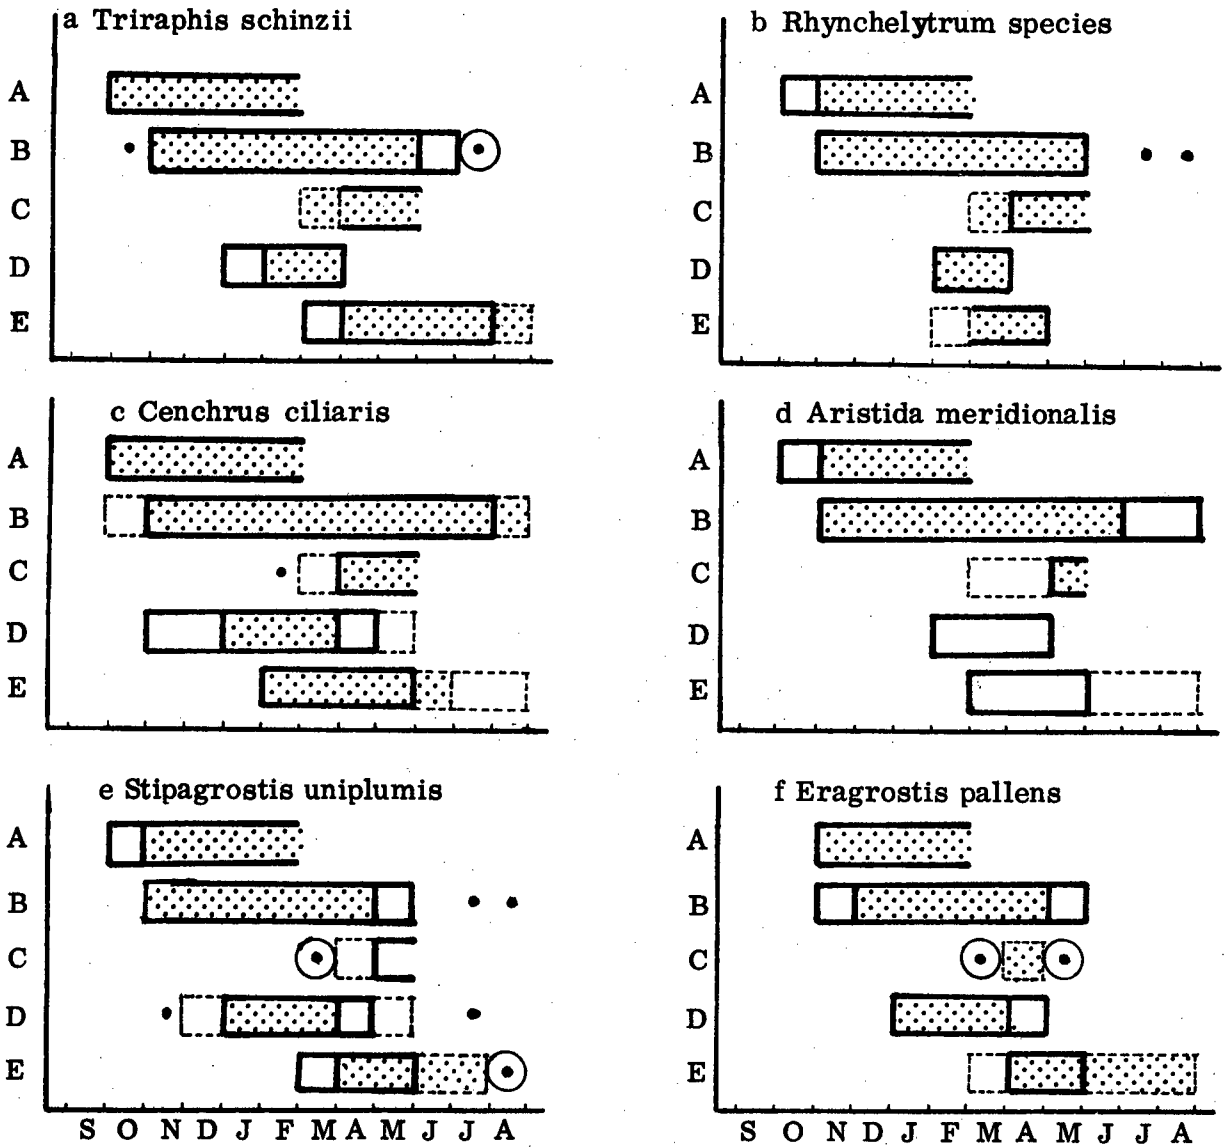 a Triraphis schinzii
A
B
C
D
E
b Rhynchelytrum species
A
B
C
D
E
c Cenchrus ciliaris
A
B
C
D
E
d Aristida meridionalis
A
B
C
D
E
e Stipagrostis uniplumis
A
B
C
D
E
S O N D J F M A M J J A
f Eragrostis pallens
A
B
C
D
E
S O N D J F M A M J J A